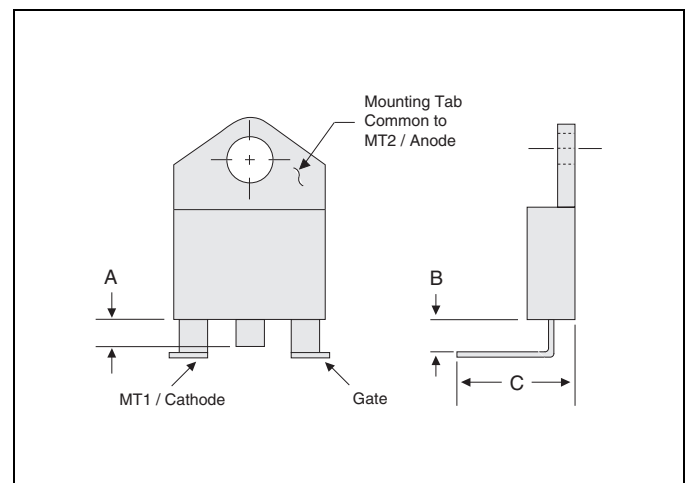 Mounting Tab
Common to
MT2 / Anode
A
B
C
MT1 / Cathode
Gate